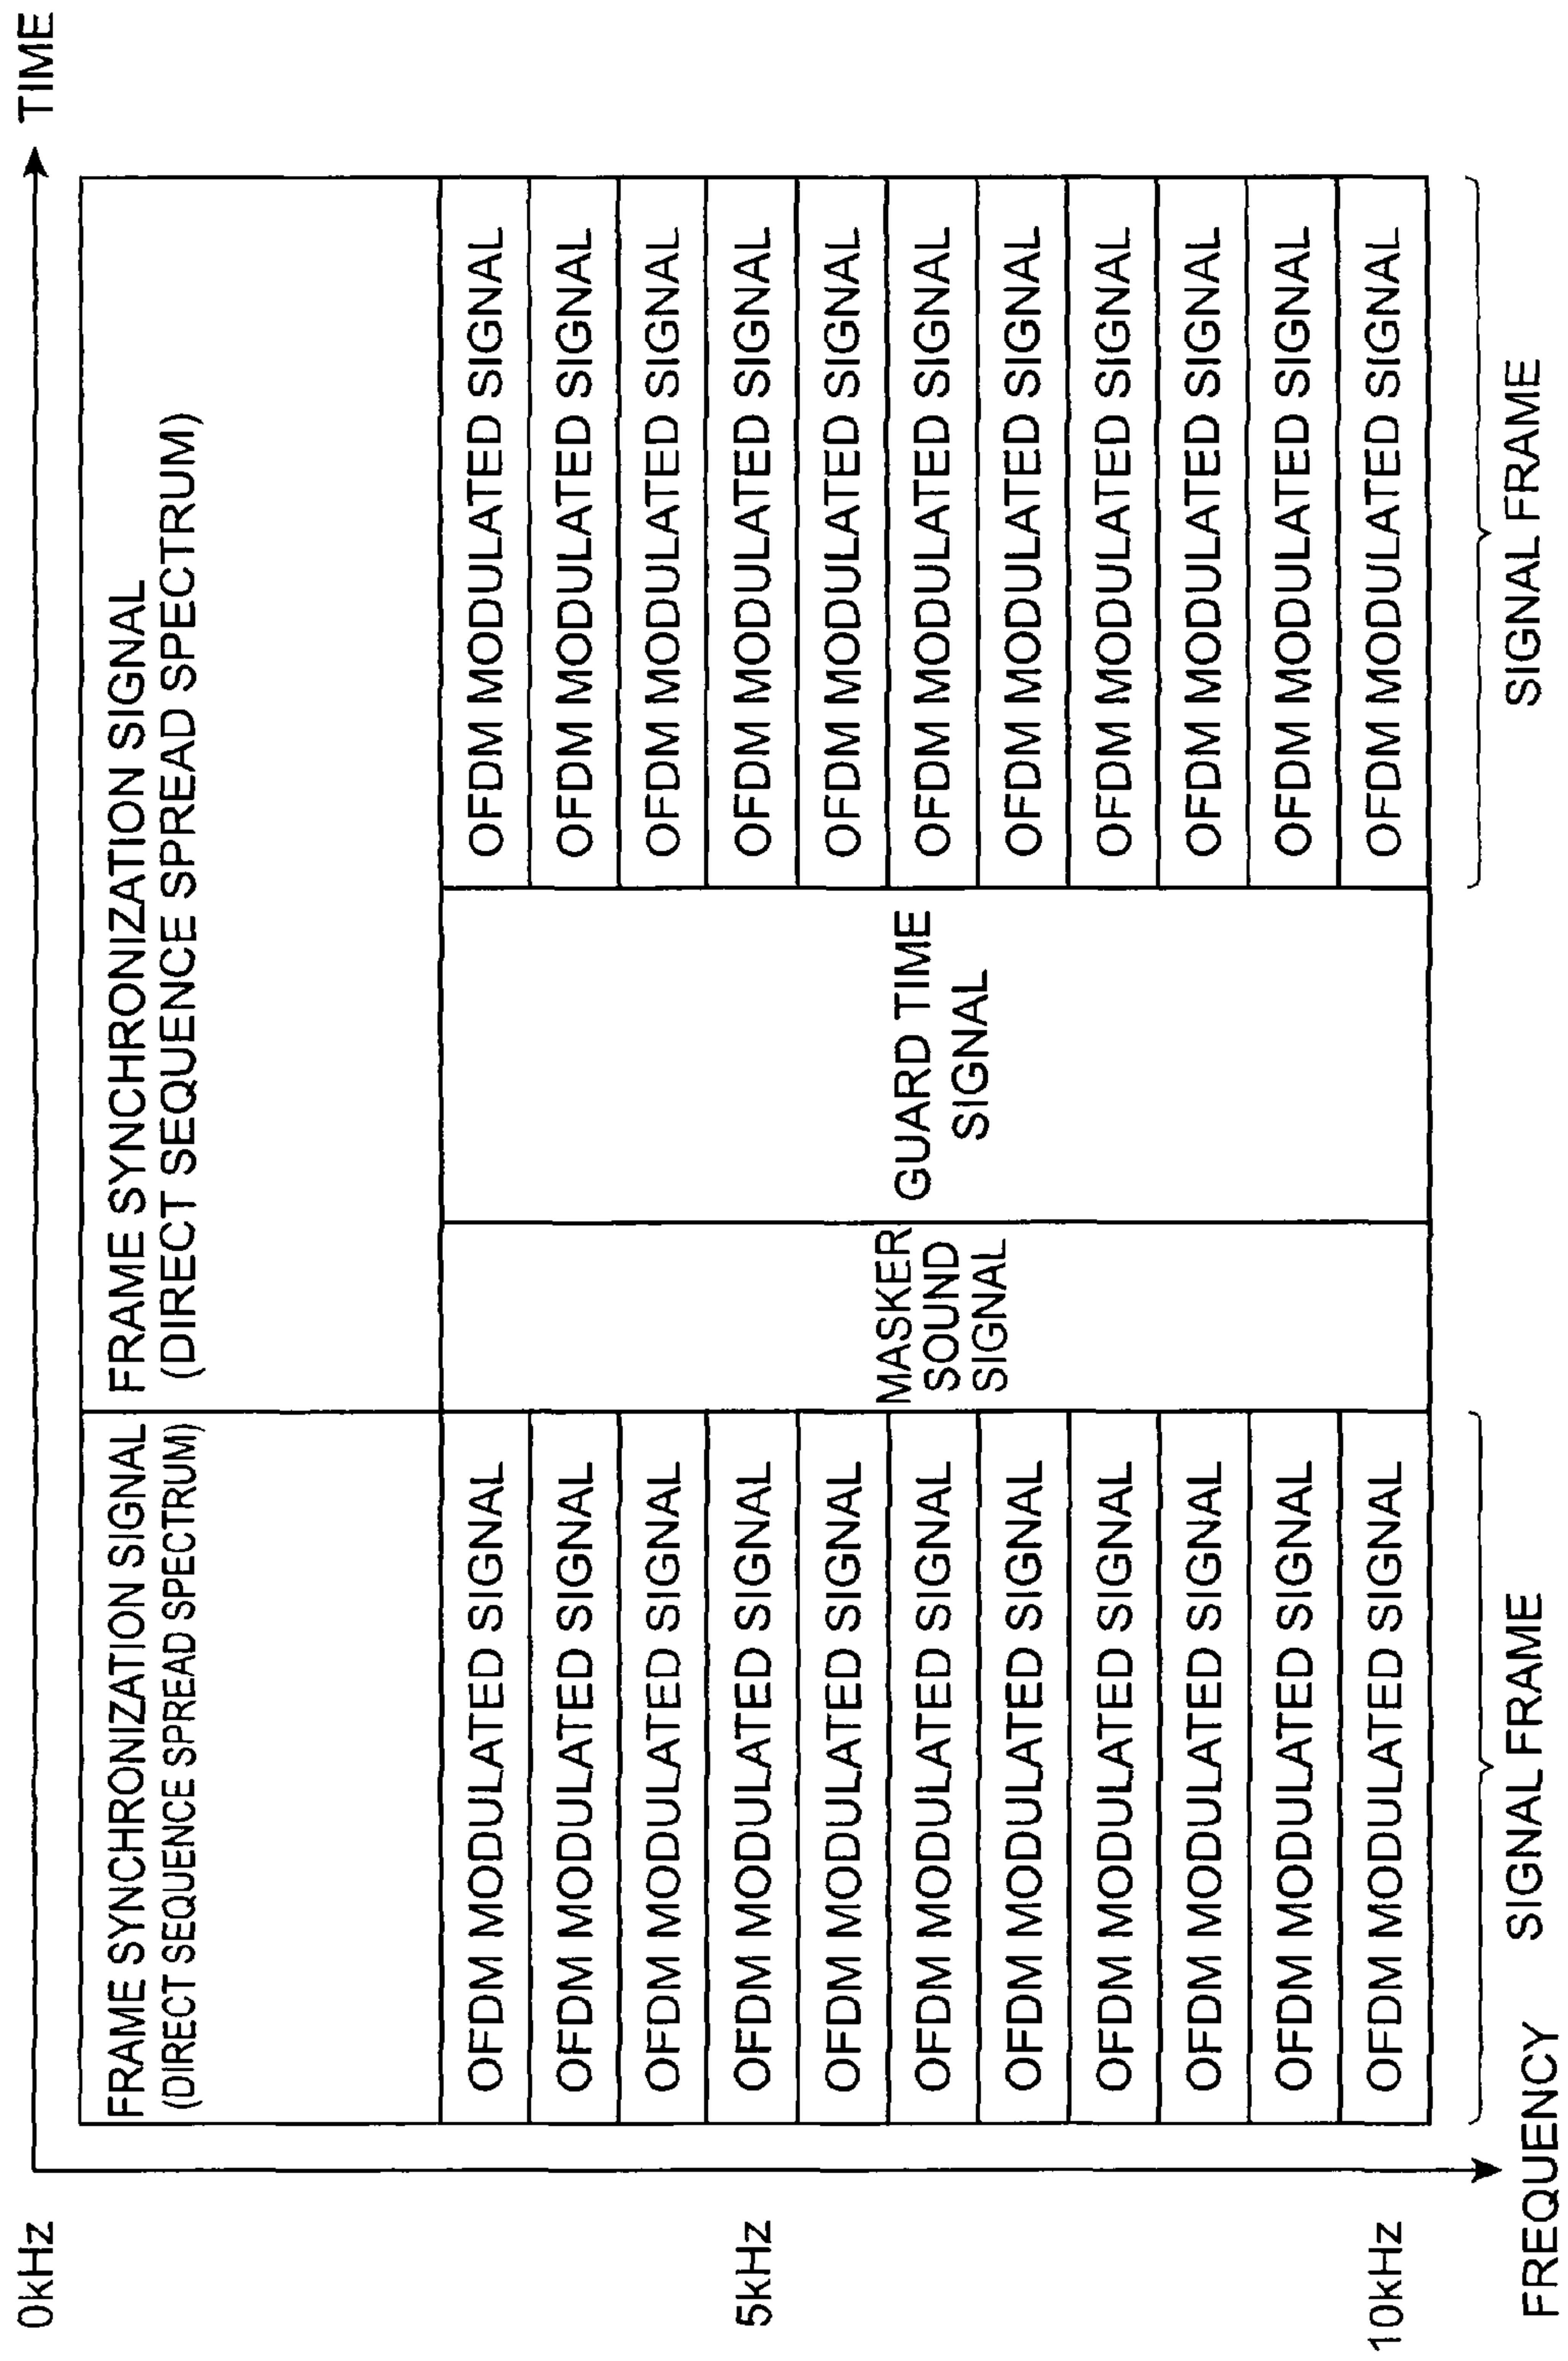 TIME
0kHz
FRAME SYNCHRONIZATION SIGNAL
(DIRECT SEQUENCE SPREAD SPECTRUM)
FRAME SYNCHRONIZATION SIGNAL
(DIRECT SEQUENCE SPREAD SPECTRUM)
OFDM MODULATED SIGNAL
OFDM MODULATED SIGNAL
OFDM MODULATED SIGNAL
OFDM MODULATED SIGNAL
OFDM MODULATED SIGNAL
OFDM MODULATED SIGNAL
OFDM MODULATED SIGNAL
OFDM MODULATED SIGNAL
OFDM MODULATED SIGNAL
OFDM MODULATED SIGNAL
OFDM MODULATED SIGNAL
MASKER
SOUND
SIGNAL
GUARD TIME
SIGNAL
OFDM MODULATED SIGNAL
OFDM MODULATED SIGNAL
OFDM MODULATED SIGNAL
OFDM MODULATED SIGNAL
OFDM MODULATED SIGNAL
OFDM MODULATED SIGNAL
OFDM MODULATED SIGNAL
OFDM MODULATED SIGNAL
OFDM MODULATED SIGNAL
OFDM MODULATED SIGNAL
OFDM MODULATED SIGNAL
5kHz
10kHz
FREQUENCY
SIGNAL FRAME
SIGNAL FRAME